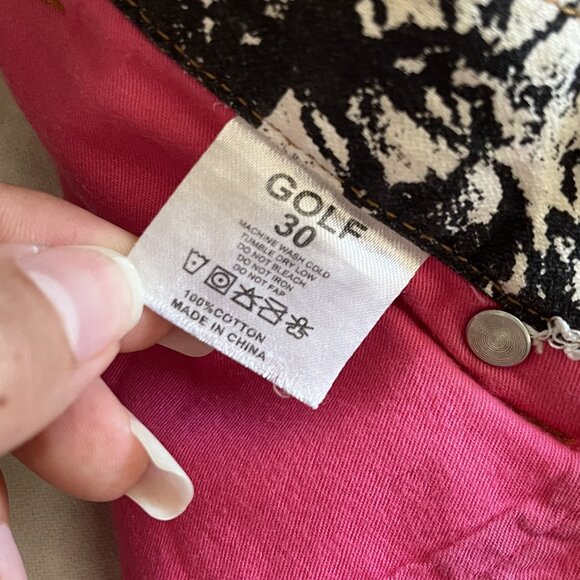 GOLF
30
MACHINE WASH COLD
TUMBLE DRY LOW
DO NOT BLEACH
DO NOT IRON
DO NOT FAP
100%COTTON
MADE IN CHINA